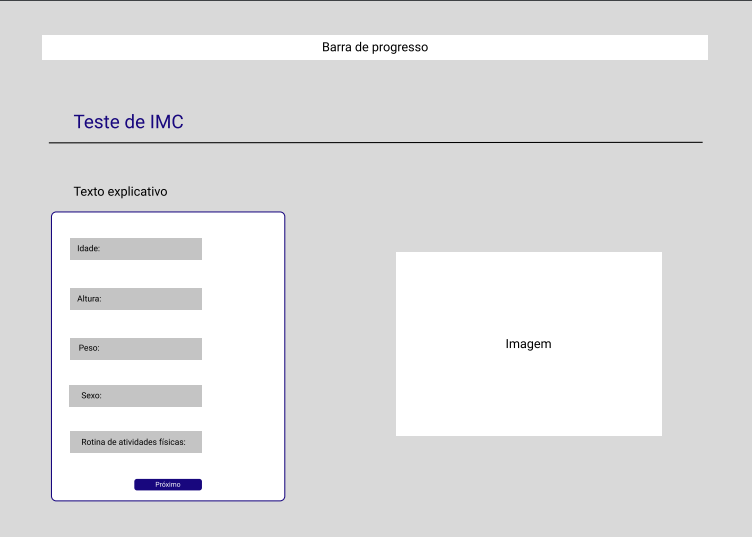 Barra de progresso
Teste de IMC
Texto explicativo
Idade:
Altura:
Peso:
Sexo:
Rotina de atividades físicas:
Próximo
Imagem